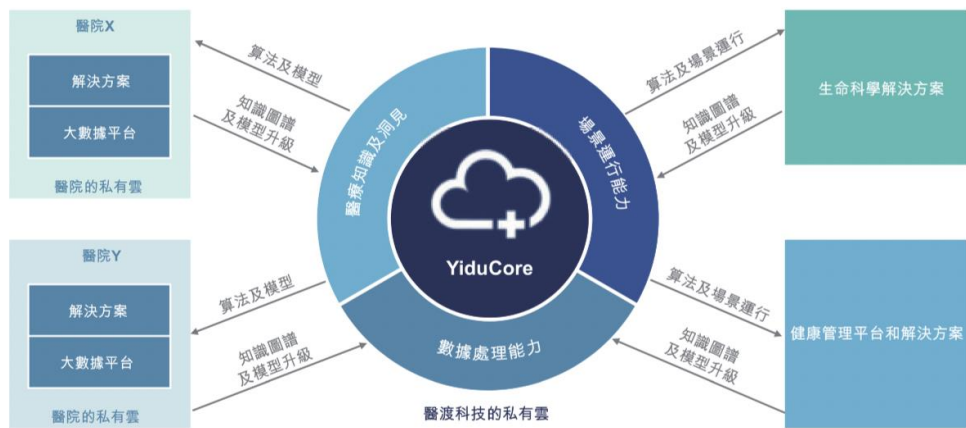 醫院X
解決方案
大數據平台
醫院的私有雲
算法及模型
知識圖譜
及模型升級
醫院Y
解決方案
大數據平台
醫院的私有雲
算法及模型
知識圖譜
及模型升級
醫療知識及洞見
場景運行能力
數據處理能力
YiduCore
醫渡科技的私有雲
算法及場景運行
知識圖譜
及模型升級
生命科學解決方案
算法及場景運行
知識圖譜
及模型升級
健康管理平台和解決方案